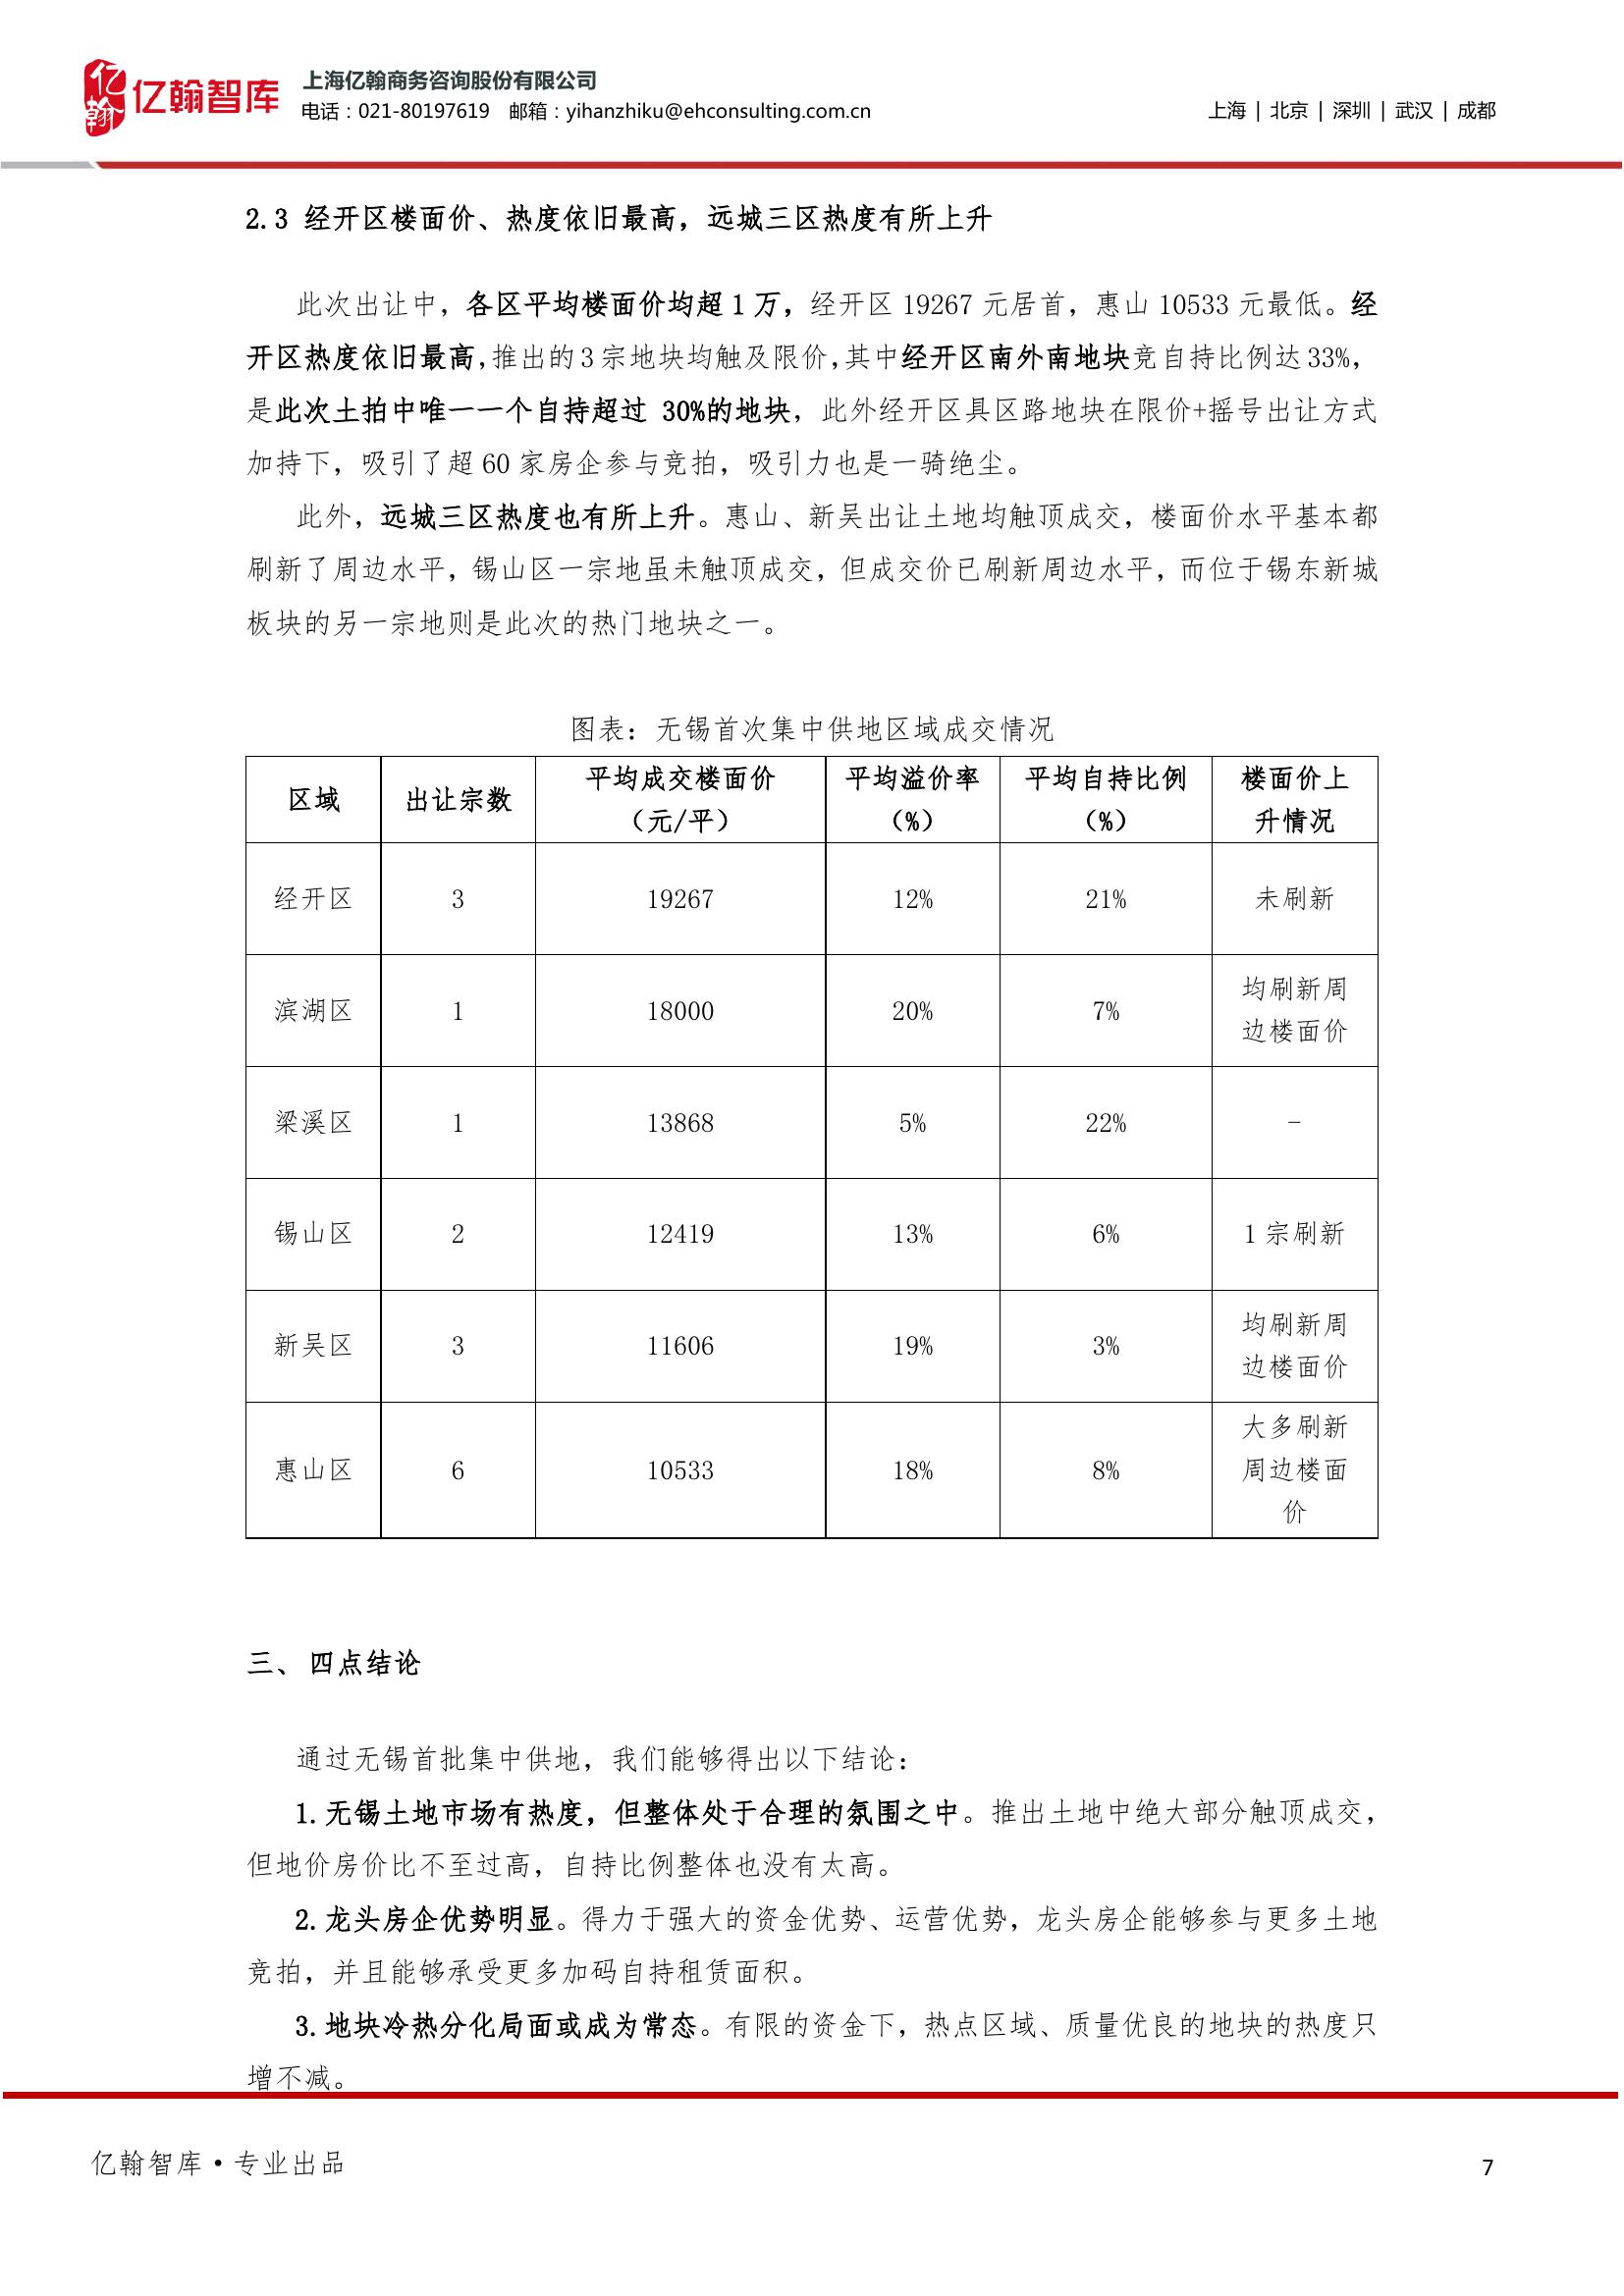 亿翰
亿翰智库
上海亿翰商务咨询股份有限公司
电话：021-80197619 邮箱：yihanzhiku@ehconsulting.com.cn
上海 | 北京 | 深圳 | 武汉 | 成都
2.3 经开区楼面价、热度依旧最高，远城三区热度有所上升
此次出让中，各区平均楼面价均超 1 万，经开区 19267 元居首，惠山 10533 元最低。经
开区热度依旧最高，推出的 3 宗地块均触及限价，其中经开区南外南地块竞自持比例达 33%，
是此次土拍中唯一一个自持超过 30%的地块，此外经开区具区路地块在限价+摇号出让方式
加持下，吸引了超 60 家房企参与竞拍，吸引力也是一骑绝尘。
此外，远城三区热度也有所上升。惠山、新吴出让土地均触顶成交，楼面价水平基本都
刷新了周边水平，锡山区一宗地虽未触顶成交，但成交价已刷新周边水平，而位于锡东新城
板块的另一宗地则是此次的热门地块之一。
图表：无锡首次集中供地区域成交情况
区域 出让宗数 平均成交楼面价（元/平） 平均溢价率（%） 平均自持比例（%） 楼面价上升情况
经开区 3 19267 12% 21% 未刷新
滨湖区 1 18000 20% 7% 均刷新周边楼面价
梁溪区 1 13868 5% 22% -
锡山区 2 12419 13% 6% 1 宗刷新
新吴区 3 11606 19% 3% 均刷新周边楼面价
惠山区 6 10533 18% 8% 大多刷新周边楼面价
三、 四点结论
通过无锡首批集中供地，我们能够得出以下结论：
1.无锡土地市场有热度，但整体处于合理的氛围之中。推出土地中绝大部分触顶成交，
但地价房价比不至过高，自持比例整体也没有太高。
2.龙头房企优势明显。得力于强大的资金优势、运营优势，龙头房企能够参与更多土地
竞拍，并且能够承受更多加码自持租赁面积。
3.地块冷热分化局面或成为常态。有限的资金下，热点区域、质量优良的地块的热度只
增不减。
亿翰智库·专业出品
7